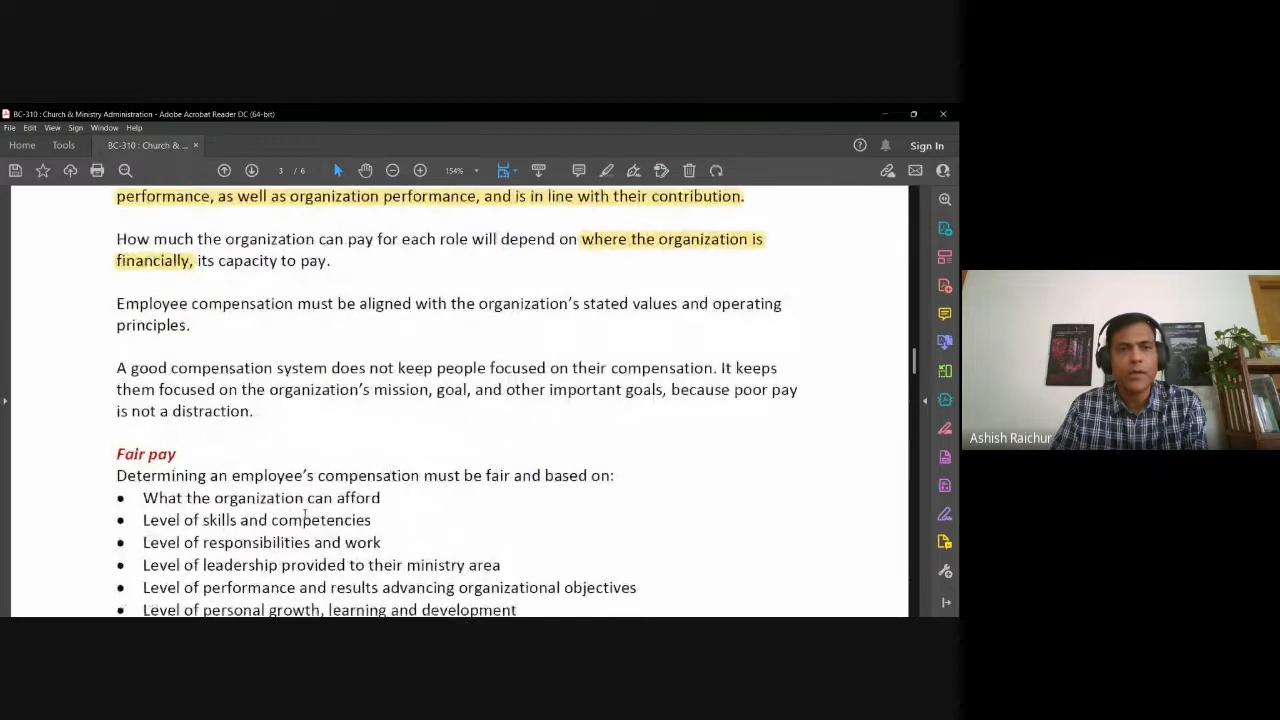 BC-310 : Church & Ministry Administration - Adobe Acrobat Reader DC (64-bit)
File Edit View Sign Window Help
Home Tools BC-310 : Church & ... × Sign In
3 / 6 154%
performance, as well as organization performance, and is in line with their contribution.
How much the organization can pay for each role will depend on where the organization is
financially, its capacity to pay.
Employee compensation must be aligned with the organization's stated values and operating
principles.
A good compensation system does not keep people focused on their compensation. It keeps
them focused on the organization's mission, goal, and other important goals, because poor pay
is not a distraction.
Fair pay
Determining an employee's compensation must be fair and based on:
• What the organization can afford
• Level of skills and competencies
• Level of responsibilities and work
• Level of leadership provided to their ministry area
• Level of performance and results advancing organizational objectives
• Level of personal growth, learning and development
Ashish Raichur